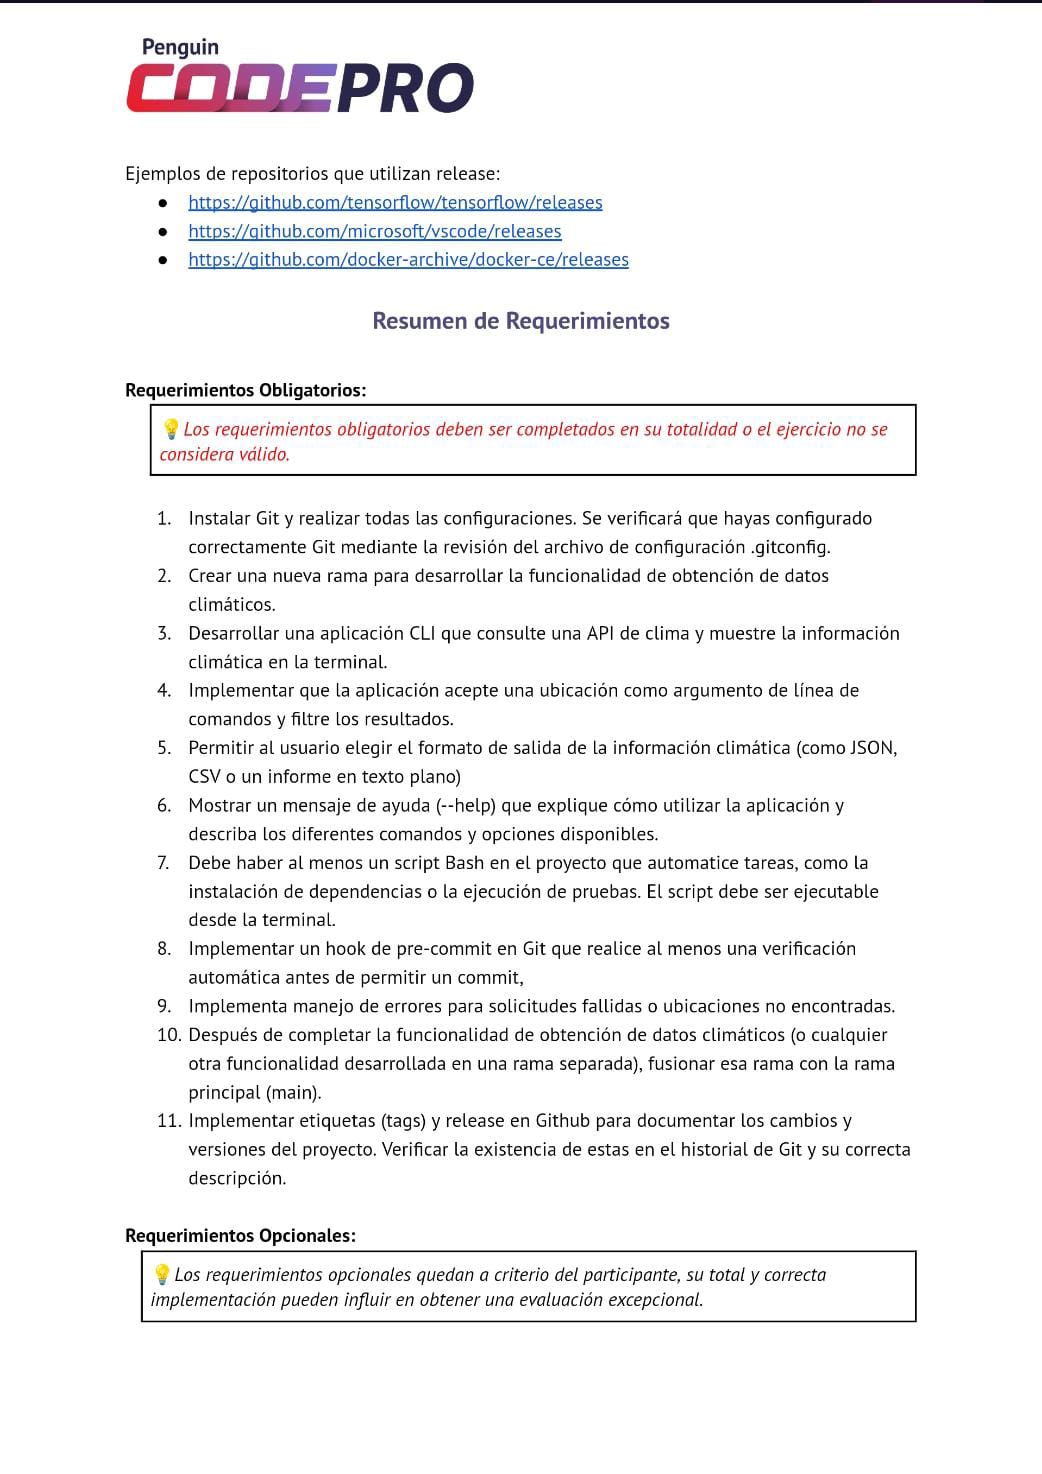 Penguin
CODEPRO
Ejemplos de repositorios que utilizan release:
● https://github.com/tensorflow/tensorflow/releases
● https://github.com/microsoft/vscode/releases
● https://github.com/docker-archive/docker-ce/releases
Resumen de Requerimientos
Requerimientos Obligatorios:
💡Los requerimientos obligatorios deben ser completados en su totalidad o el ejercicio no se
considera válido.
1. Instalar Git y realizar todas las configuraciones. Se verificará que hayas configurado
correctamente Git mediante la revisión del archivo de configuración .gitconfig.
2. Crear una nueva rama para desarrollar la funcionalidad de obtención de datos
climáticos.
3. Desarrollar una aplicación CLI que consulte una API de clima y muestre la información
climática en la terminal.
4. Implementar que la aplicación acepte una ubicación como argumento de línea de
comandos y filtre los resultados.
5. Permitir al usuario elegir el formato de salida de la información climática (como JSON,
CSV o un informe en texto plano)
6. Mostrar un mensaje de ayuda (--help) que explique cómo utilizar la aplicación y
describa los diferentes comandos y opciones disponibles.
7. Debe haber al menos un script Bash en el proyecto que automatice tareas, como la
instalación de dependencias o la ejecución de pruebas. El script debe ser ejecutable
desde la terminal.
8. Implementar un hook de pre-commit en Git que realice al menos una verificación
automática antes de permitir un commit,
9. Implementa manejo de errores para solicitudes fallidas o ubicaciones no encontradas.
10. Después de completar la funcionalidad de obtención de datos climáticos (o cualquier
otra funcionalidad desarrollada en una rama separada), fusionar esa rama con la rama
principal (main).
11. Implementar etiquetas (tags) y release en Github para documentar los cambios y
versiones del proyecto. Verificar la existencia de estas en el historial de Git y su correcta
descripción.
Requerimientos Opcionales:
💡Los requerimientos opcionales quedan a criterio del participante, su total y correcta
implementación pueden influir en obtener una evaluación excepcional.